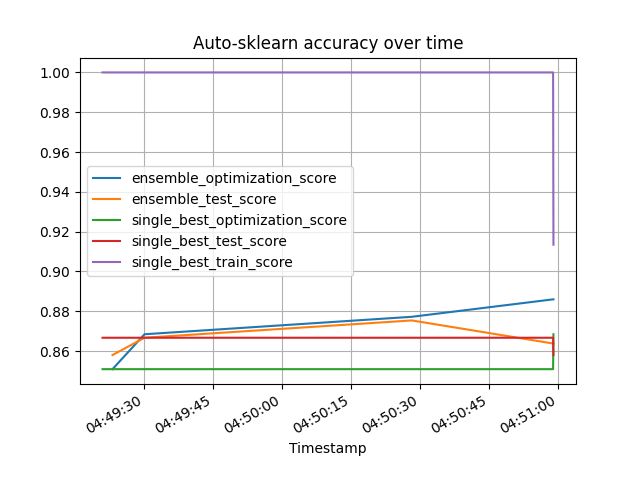 Auto-sklearn accuracy over time
1.00
0.98
0.96
0.94
0.92
0.90
0.88
0.86
ensemble_optimization_score
ensemble_test_score
single_best_optimization_score
single_best_test_score
single_best_train_score
04:49:30
04:49:45
04:50:00
04:50:15
04:50:30
04:50:45
04:51:00
Timestamp